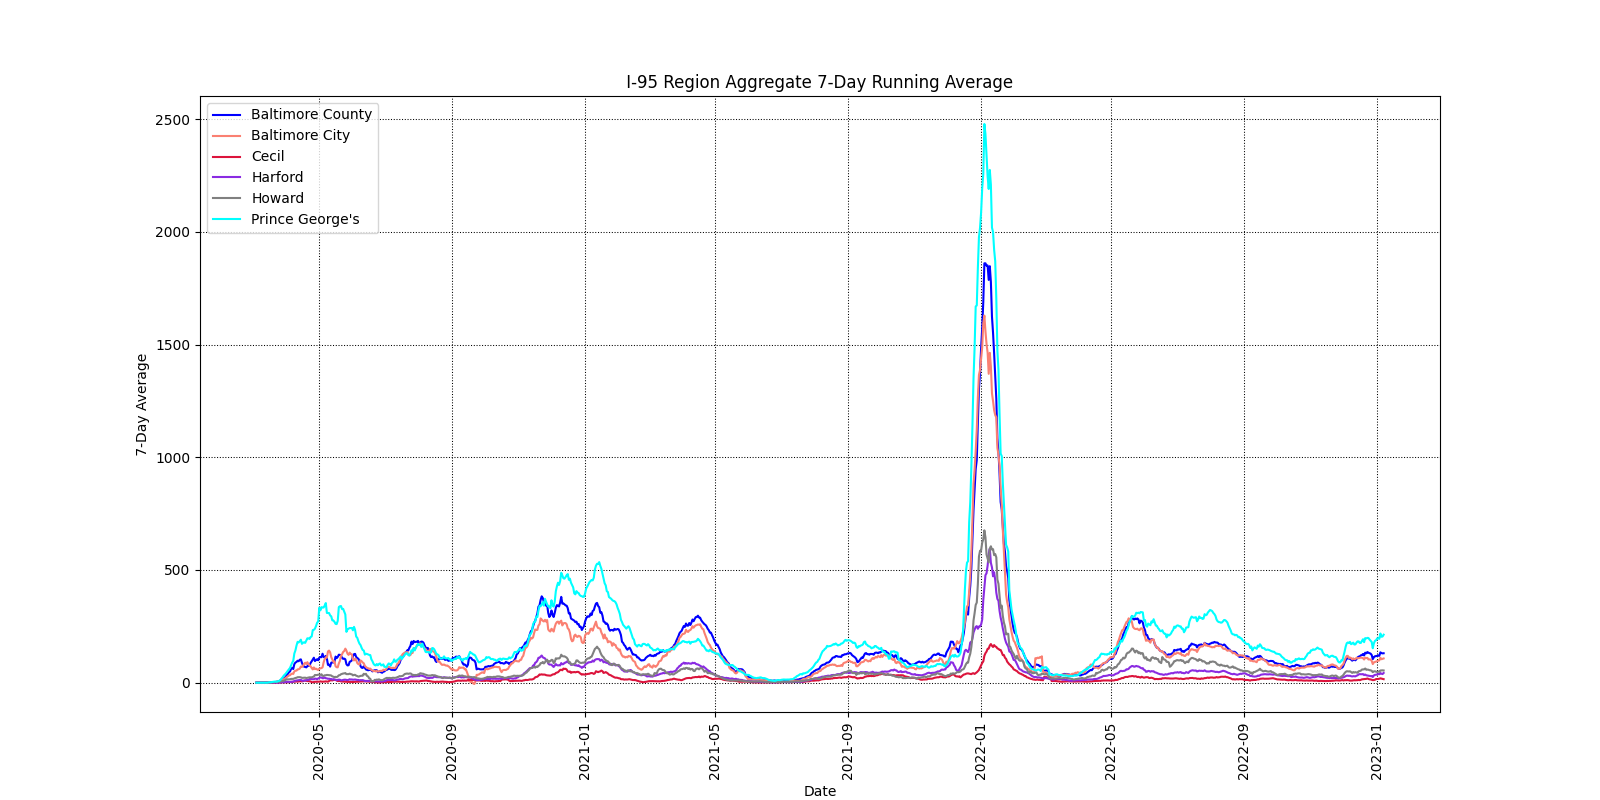 I-95 Region Aggregate 7-Day Running Average
Baltimore County
Baltimore City
Cecil
Harford
Howard
Prince George's
2500
2000
1500
1000
500
0
7-Day Average
2020-05
2020-09
2021-01
2021-05
2021-09
2022-01
2022-05
2022-09
2023-01
Date